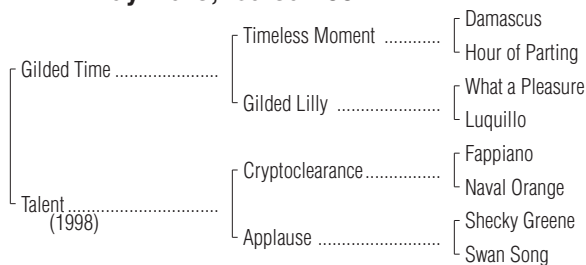 Damascus
Timeless Moment ............
Hour of Parting
Gilded Time ......................
What a Pleasure
Gilded Lilly ......................
Luquillo
Fappiano
Cryptoclearance................
Naval Orange
Talent ................................
(1998)
Shecky Greene
Applause ..........................
Swan Song